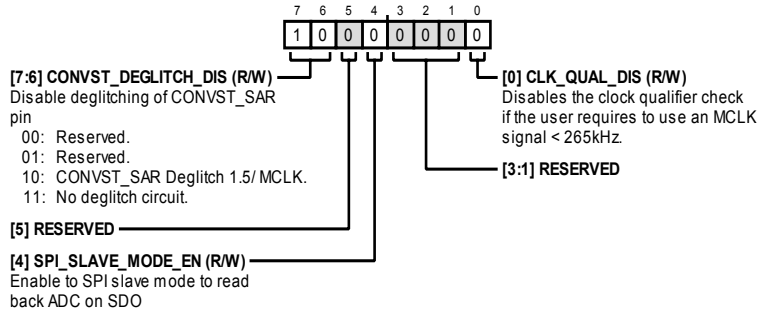 7 6 5 4 3 2 1 0
1 0 0 0 0 0 0 0
[7:6] CONVST_DEGLITCH_DIS (R/W)
Disable deglitching of CONVST_SAR
pin
00: Reserved.
01: Reserved.
10: CONVST_SAR Deglitch 1.5/ MCLK.
11: No deglitch circuit.
[5] RESERVED
[4] SPI_SLAVE_MODE_EN (R/W)
Enable to SPI slave mode to read
back ADC on SDO
[0] CLK_QUAL_DIS (R/W)
Disables the clock qualifier check
if the user requires to use an MCLK
signal < 265kHz.
[3:1] RESERVED